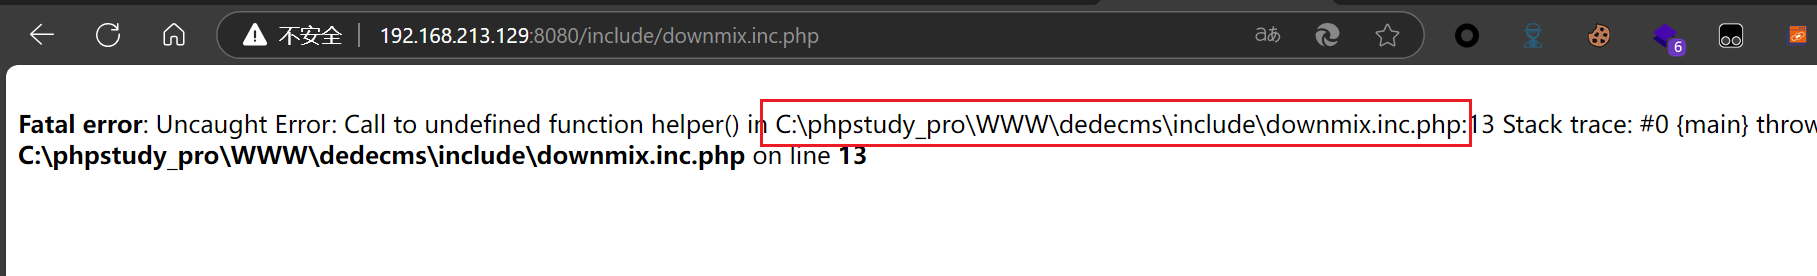 不安全 192.168.213.129:8080/include/downmix.inc.php aあ
6
Fatal error: Uncaught Error: Call to undefined function helper() in C:\phpstudy_pro\WWW\dedecms\include\downmix.inc.php:13 Stack trace: #0 {main} throw
C:\phpstudy_pro\WWW\dedecms\include\downmix.inc.php on line 13